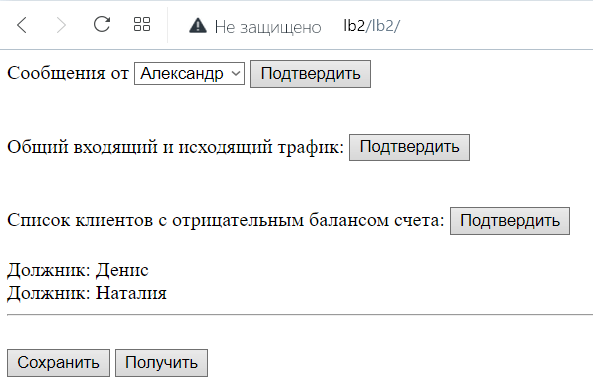 Не защищено lb2/lb2/
Сообщения от Александр Подтвердить
Общий входящий и исходящий трафик: Подтвердить
Список клиентов с отрицательным балансом счета: Подтвердить
Должник: Денис
Должник: Наталия
Сохранить Получить